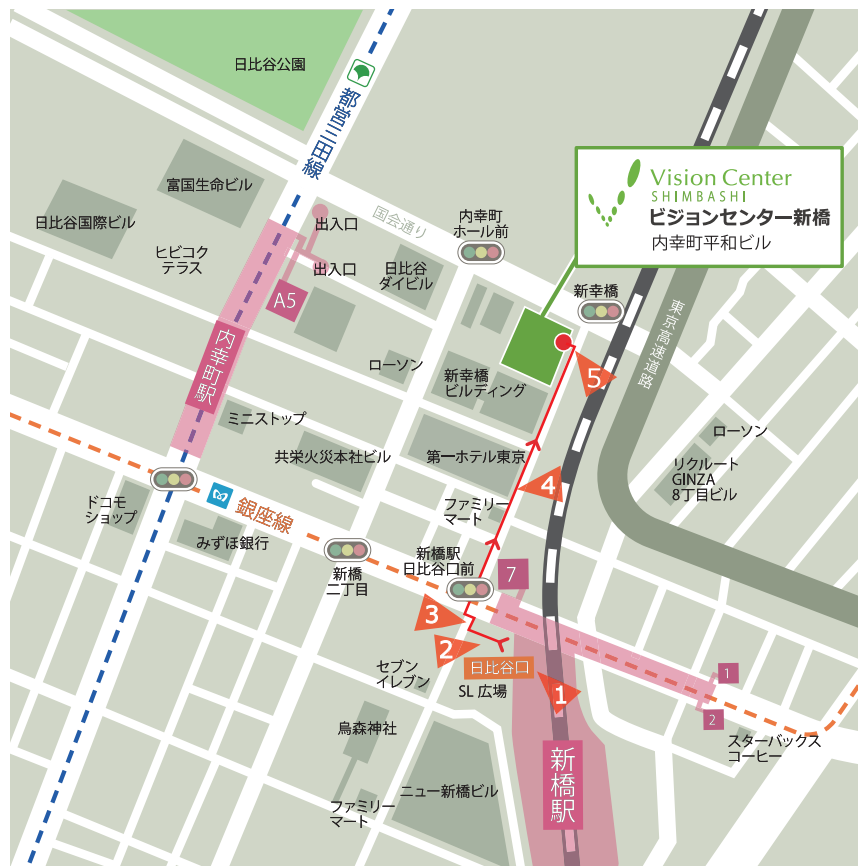 日比谷公園
都営三田線
富国生命ビル
日比谷国際ビル
ヒビコク
テラス
出入口
出入口
A5
国会通り
内幸町
ホール前
日比谷
ダイビル
Vision Center
SHIMBASHI
ビジョンセンター新橋
内幸町平和ビル
新幸橋
東京高速道路
内幸町駅
ローソン
新幸橋
ビルディング
5
ミニストップ
共栄火災本社ビル
第一ホテル東京
4
ローソン
リクルート
GINZA
8丁目ビル
ドコモ
ショップ
銀座線
みずほ銀行
ファミリー
マート
新橋
二丁目
新橋駅
日比谷口前
7
3
2
日比谷口
SL 広場
1
セブン
イレブン
烏森神社
新橋駅
ニュー新橋ビル
ファミリー
マート
1
2
スターバックス
コーヒー